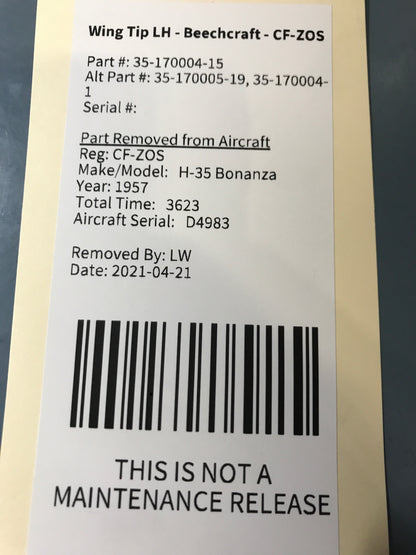 Wing Tip LH - Beechcraft - CF-ZOS
Part #: 35-170004-15
Alt Part #: 35-170005-19, 35-170004-
1
Serial #:
Part Removed from Aircraft
Reg: CF-ZOS
Make/Model: H-35 Bonanza
Year: 1957
Total Time: 3623
Aircraft Serial: D4983
Removed By: LW
Date: 2021-04-21
THIS IS NOT A
MAINTENANCE RELEASE